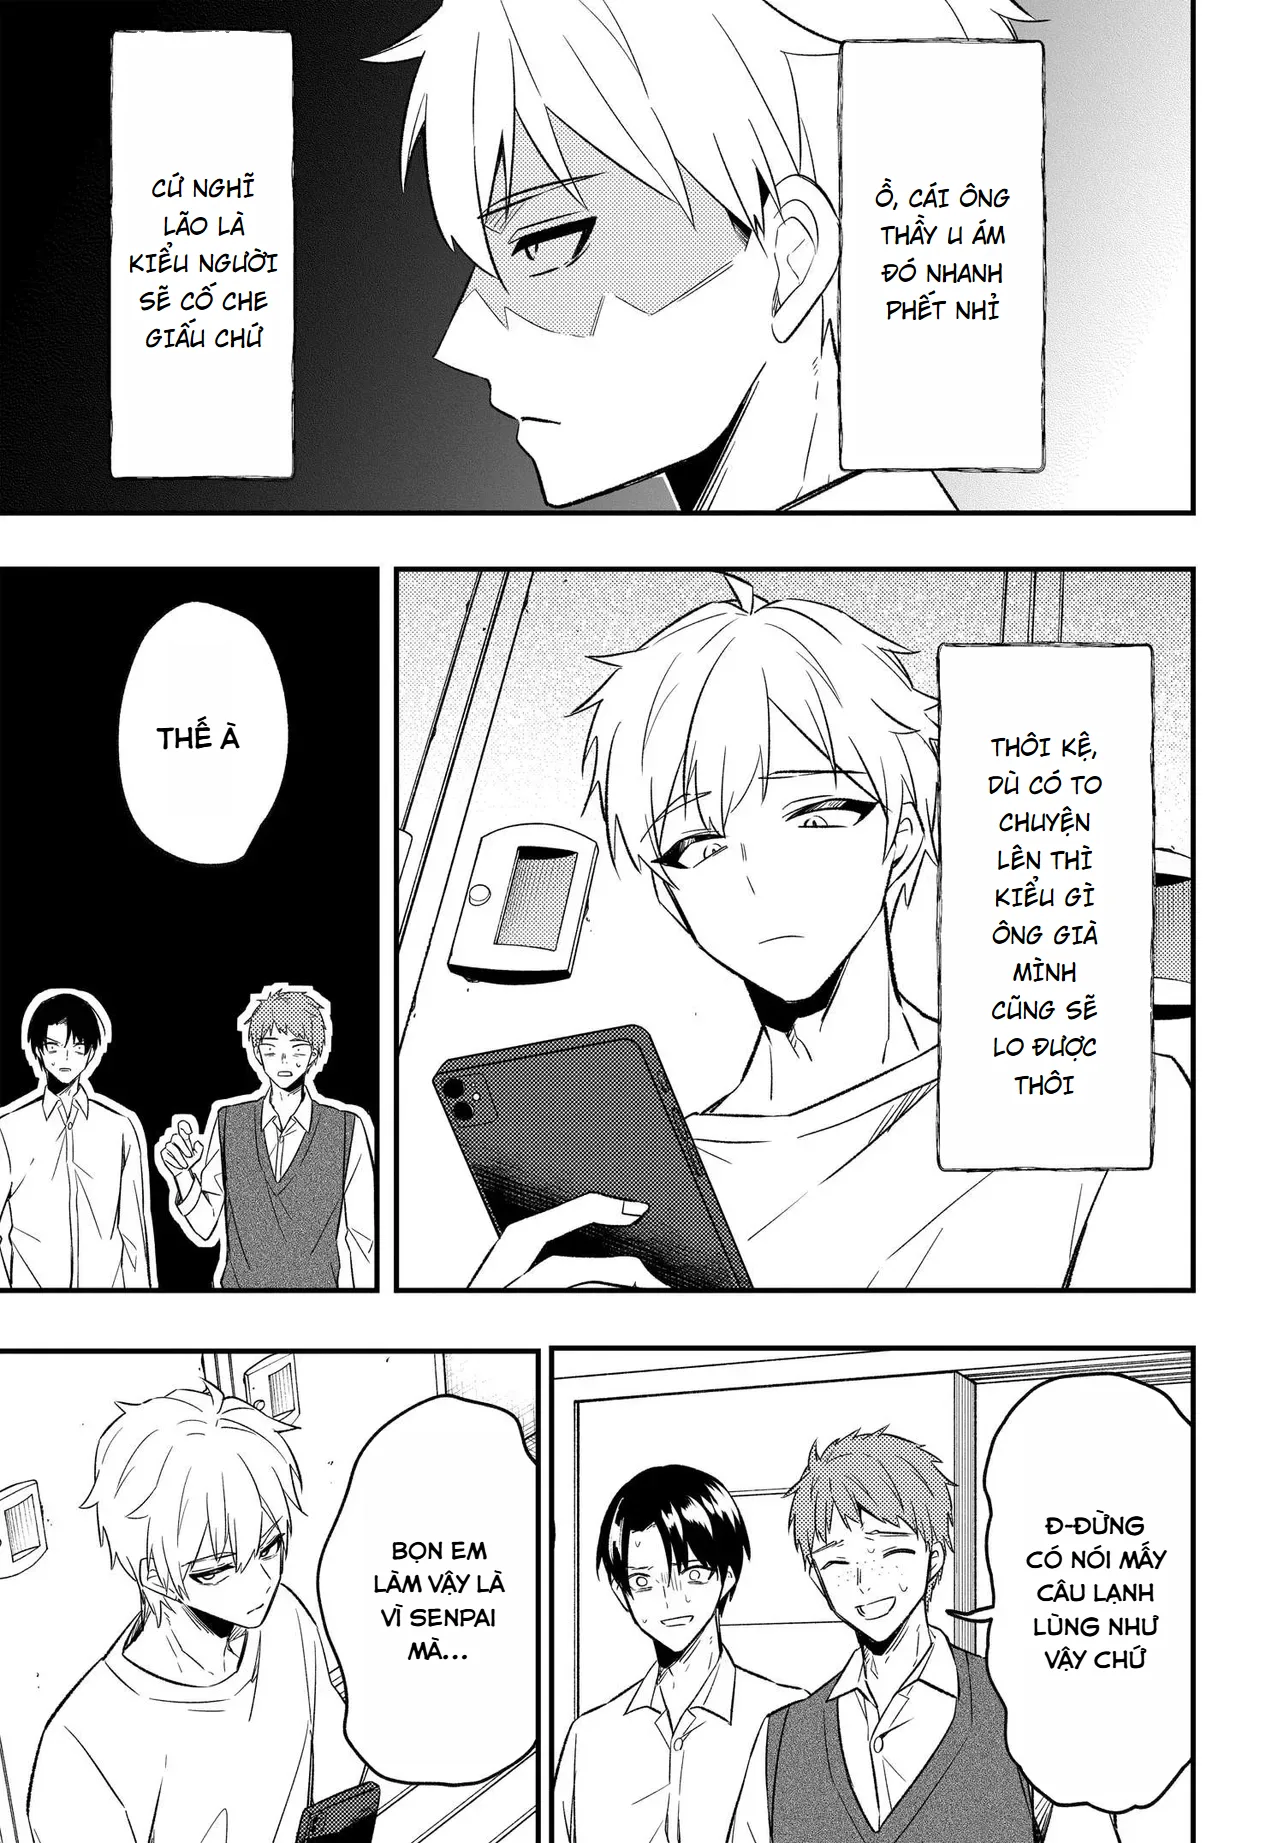 Ồ, CÁI ÔNG
THẦY U ÁM
ĐÓ NHANH
PHẾT NHỈ
CỨ NGHĨ
LÃO LÀ
KIỂU NGƯỜI
SẼ CỐ CHE
GIẤU CHỨ
THÔI KỆ,
DÙ CÓ TO
CHUYỆN
LÊN THÌ
KIỂU GÌ
ÔNG GIÀ
MÌNH
CŨNG SẼ
LO ĐƯỢC
THÔI
THẾ À
Đ-ĐỪNG
CÓ NÓI MẤY
CÂU LẠNH
LÙNG NHƯ
VẬY CHỨ
BỌN EM
LÀM VẬY LÀ
VÌ SENPAI
MÀ...